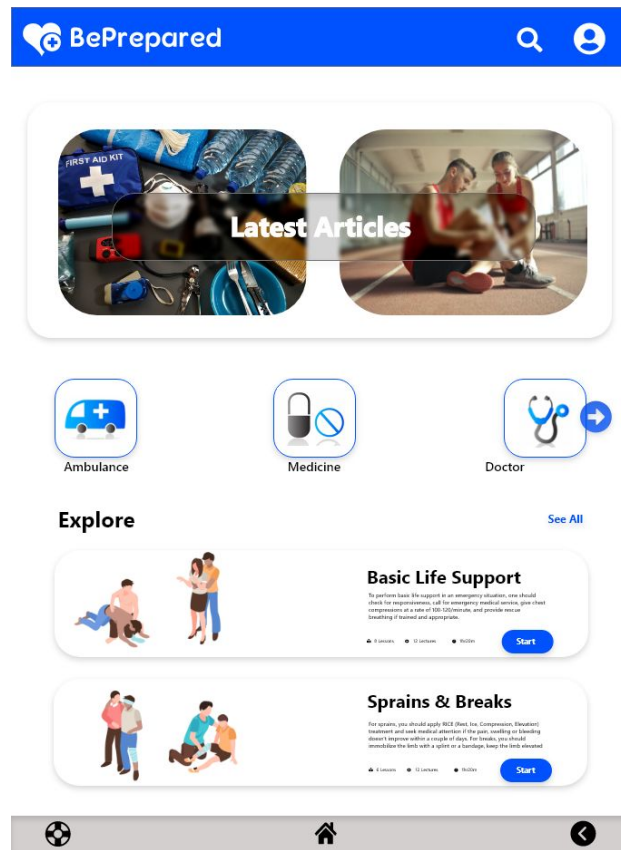 BePrepared
FIRST AID KIT
Latest Articles
Ambulance
Medicine
Doctor
Explore
See All
Basic Life Support
To perform basic life support in an emergency situation, one should
check for responsiveness, call for emergency medical service, give chest
compressions at a rate of 100-120/minute, and provide rescue
breathing if trained and appropriate.
Lessons
12 Lectures
Start
Sprains & Breaks
For sprains, you should apply RICE (Rest, Ice, Compression, Elevation)
treatment and seek medical attention if the pain, swelling or bleeding
doesn't improve within a couple of days. For breaks, you should
immobilize the limb with a splint or a bandage, keep the limb elevated
Lessons
Lectures
Start